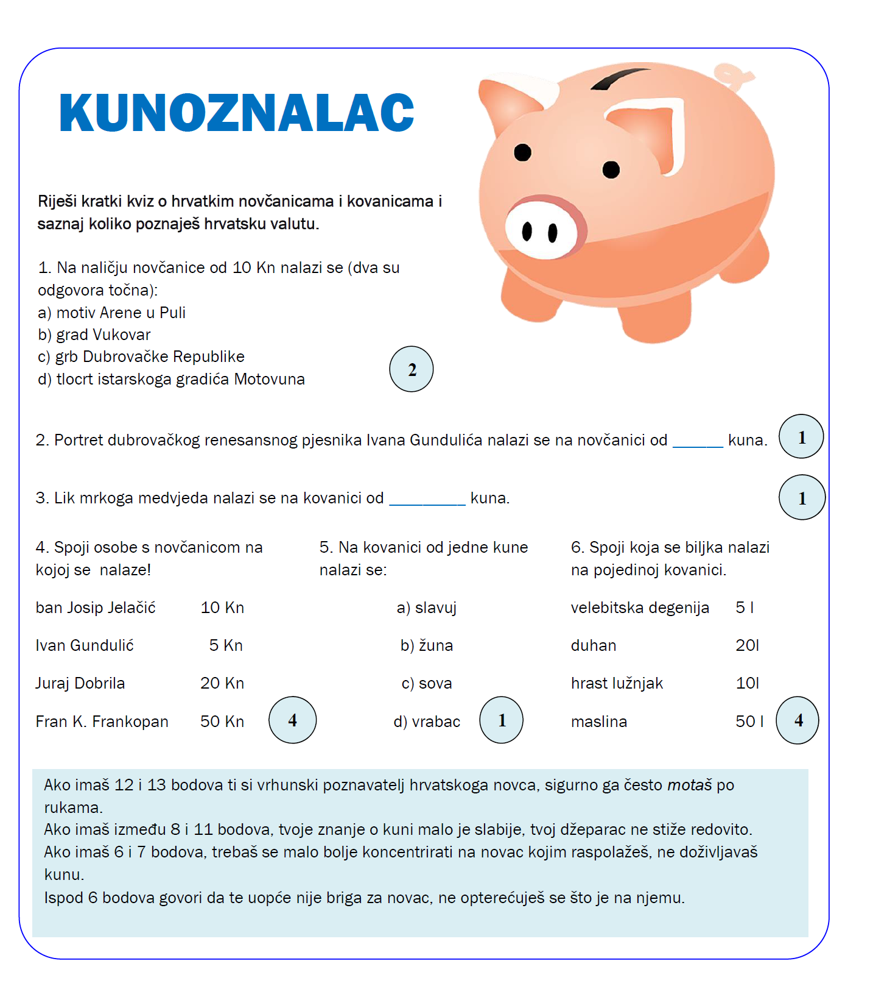 KUNOZNALAC
Riješi kratki kviz o hrvatkim novčanicama i kovanicama i
saznaj koliko poznaješ hrvatsku valutu.
1. Na naličju novčanice od 10 Kn nalazi se (dva su
odgovora točna):
a) motiv Arene u Puli
b) grad Vukovar
c) grb Dubrovačke Republike
d) tlocrt istarskoga gradića Motovuna
2
2. Portret dubrovačkog renesansnog pjesnika Ivana Gundulića nalazi se na novčanici od ______ kuna.
1
3. Lik mrkoga medvjeda nalazi se na kovanici od _________ kuna.
1
4. Spoji osobe s novčanicom na
kojoj se  nalaze!
ban Josip Jelačić 10 Kn
Ivan Gundulić 5 Kn
Juraj Dobrila 20 Kn
Fran K. Frankopan 50 Kn
4
5. Na kovanici od jedne kune
nalazi se:
a) slavuj
b) žuna
c) sova
d) vrabac
1
6. Spoji koja se biljka nalazi
na pojedinoj kovanici.
velebitska degenija 5 l
duhan 20l
hrast lužnjak 10l
maslina 50 l
4
Ako imaš 12 i 13 bodova ti si vrhunski poznavatelj hrvatskoga novca, sigurno ga često motaš po
rukama.
Ako imaš između 8 i 11 bodova, tvoje znanje o kuni malo je slabije, tvoj džeparac ne stiže redovito.
Ako imaš 6 i 7 bodova, trebaš se malo bolje koncentrirati na novac kojim raspolažeš, ne doživljavaš
kunu.
Ispod 6 bodova govori da te uopće nije briga za novac, ne opterećuješ se što je na njemu.